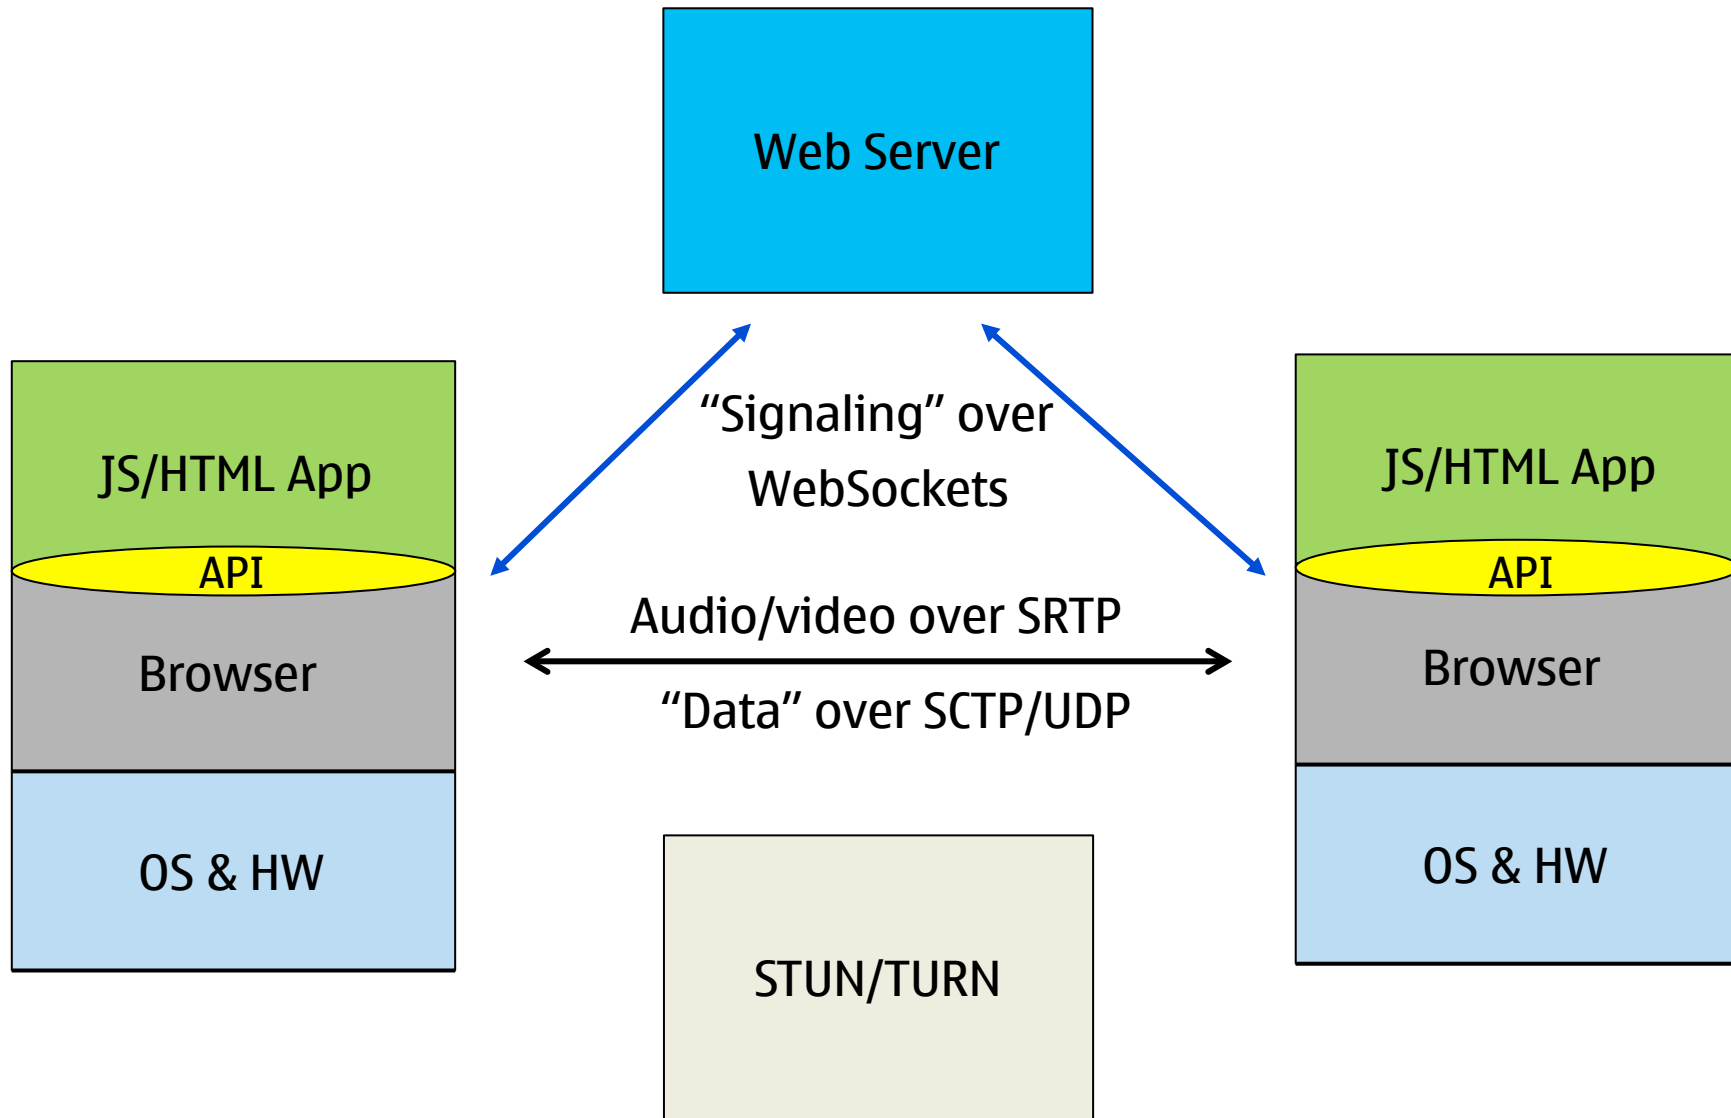 Web Server
“Signaling” over
WebSockets
JS/HTML App
API
Browser
OS & HW
Audio/video over SRTP
“Data” over SCTP/UDP
JS/HTML App
API
Browser
OS & HW
STUN/TURN